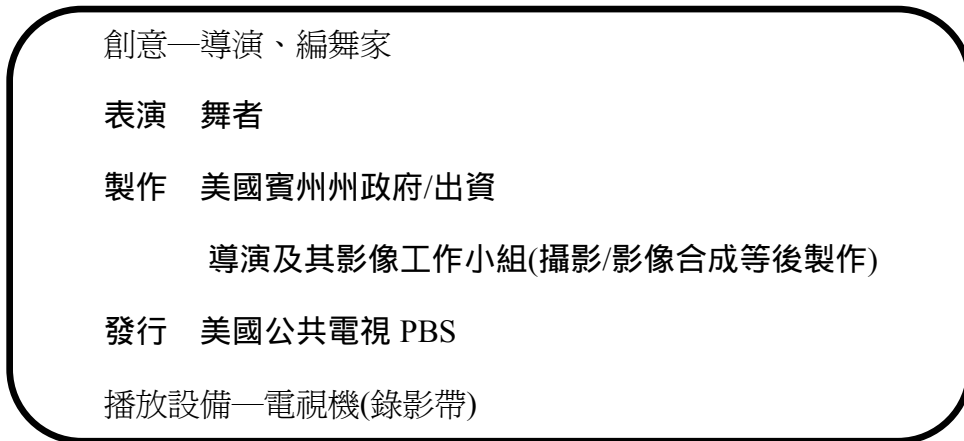 創意─導演、編舞家
表演　舞者
製作　美國賓州州政府/出資
導演及其影像工作小組(攝影/影像合成等後製作)
發行　美國公共電視 PBS
播放設備─電視機(錄影帶)